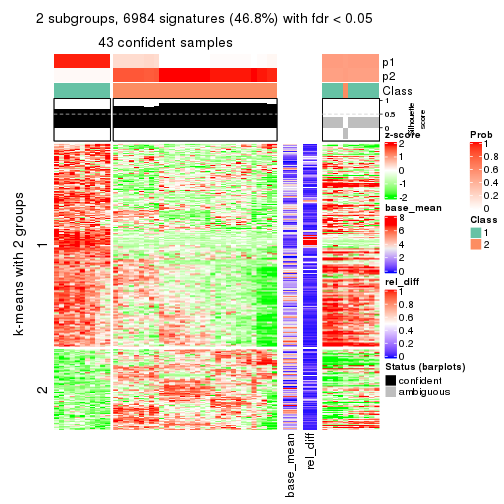 2 subgroups, 6984 signatures (46.8%) with fdr < 0.05
43 confident samples
p1
p2
Class
1
0.5
0
Silhouette
score
k-means with 2 groups
1
2
base_mean
rel_diff
z-score
2
1
0
-1
-2
base_mean
8
6
4
2
0
rel_diff
1
0.8
0.6
0.4
0.2
0
Status (barplots)
confident
ambiguous
Prob
1
0.8
0.6
0.4
0.2
0
Class
1
2